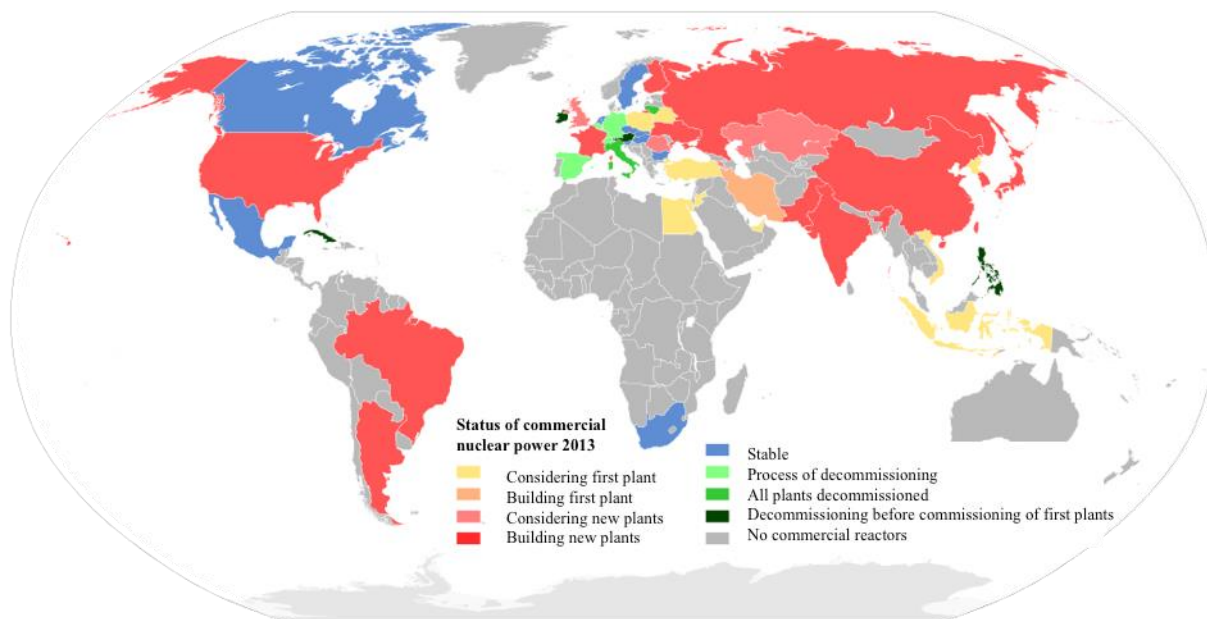 Status of commercial
nuclear power 2013
Considering first plant
Building first plant
Considering new plants
Building new plants
Stable
Process of decommissioning
All plants decommissioned
Decommissioning before commissioning of first plants
No commercial reactors